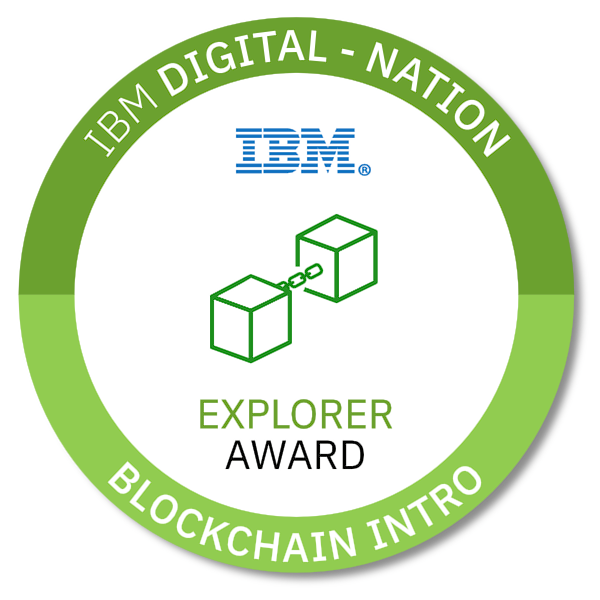 IBM DIGITAL - NATION
IBM®
EXPLORER
AWARD
BLOCKCHAIN INTRO